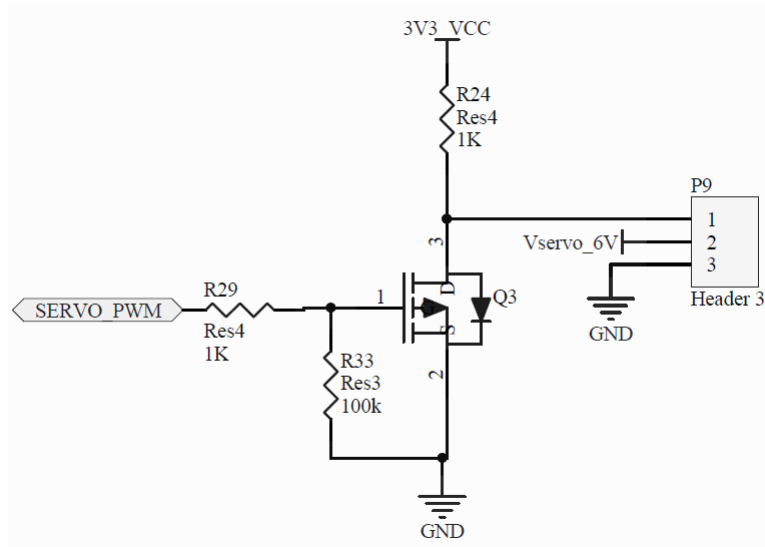 3V3_VCC
R24
Res4
1K
P9
1
Vservo_6V
2
3
Header 3
GND
3
D
Q3
SERVO_PWM
R29
Res4
1K
1
G
S
R33
Res3
100k
2
GND